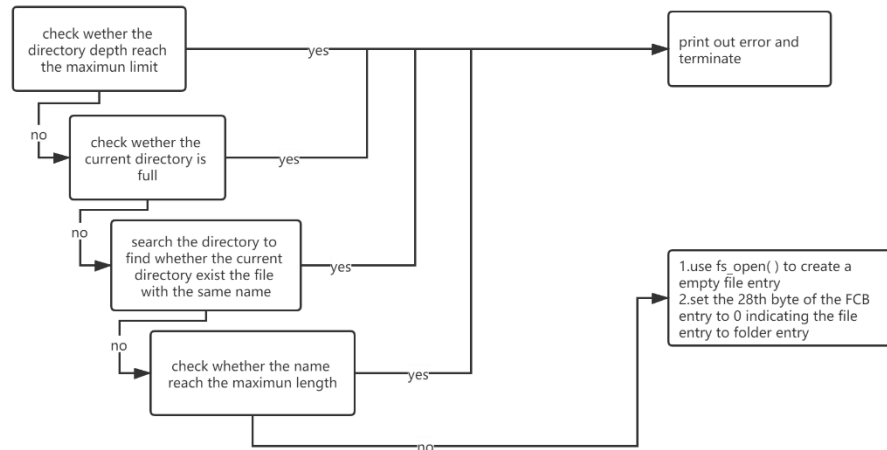 check wether the
directory depth reach
the maximun limit
yes
print out error and
terminate
no
check wether the
current directory is
full
yes
no
search the directory to
find whether the current
directory exist the file
with the same name
yes
1.use fs_open( ) to create a
empty file entry
2.set the 28th byte of the FCB
entry to 0 indicating the file
entry to folder entry
no
check whether the name
reach the maximun length
yes
no